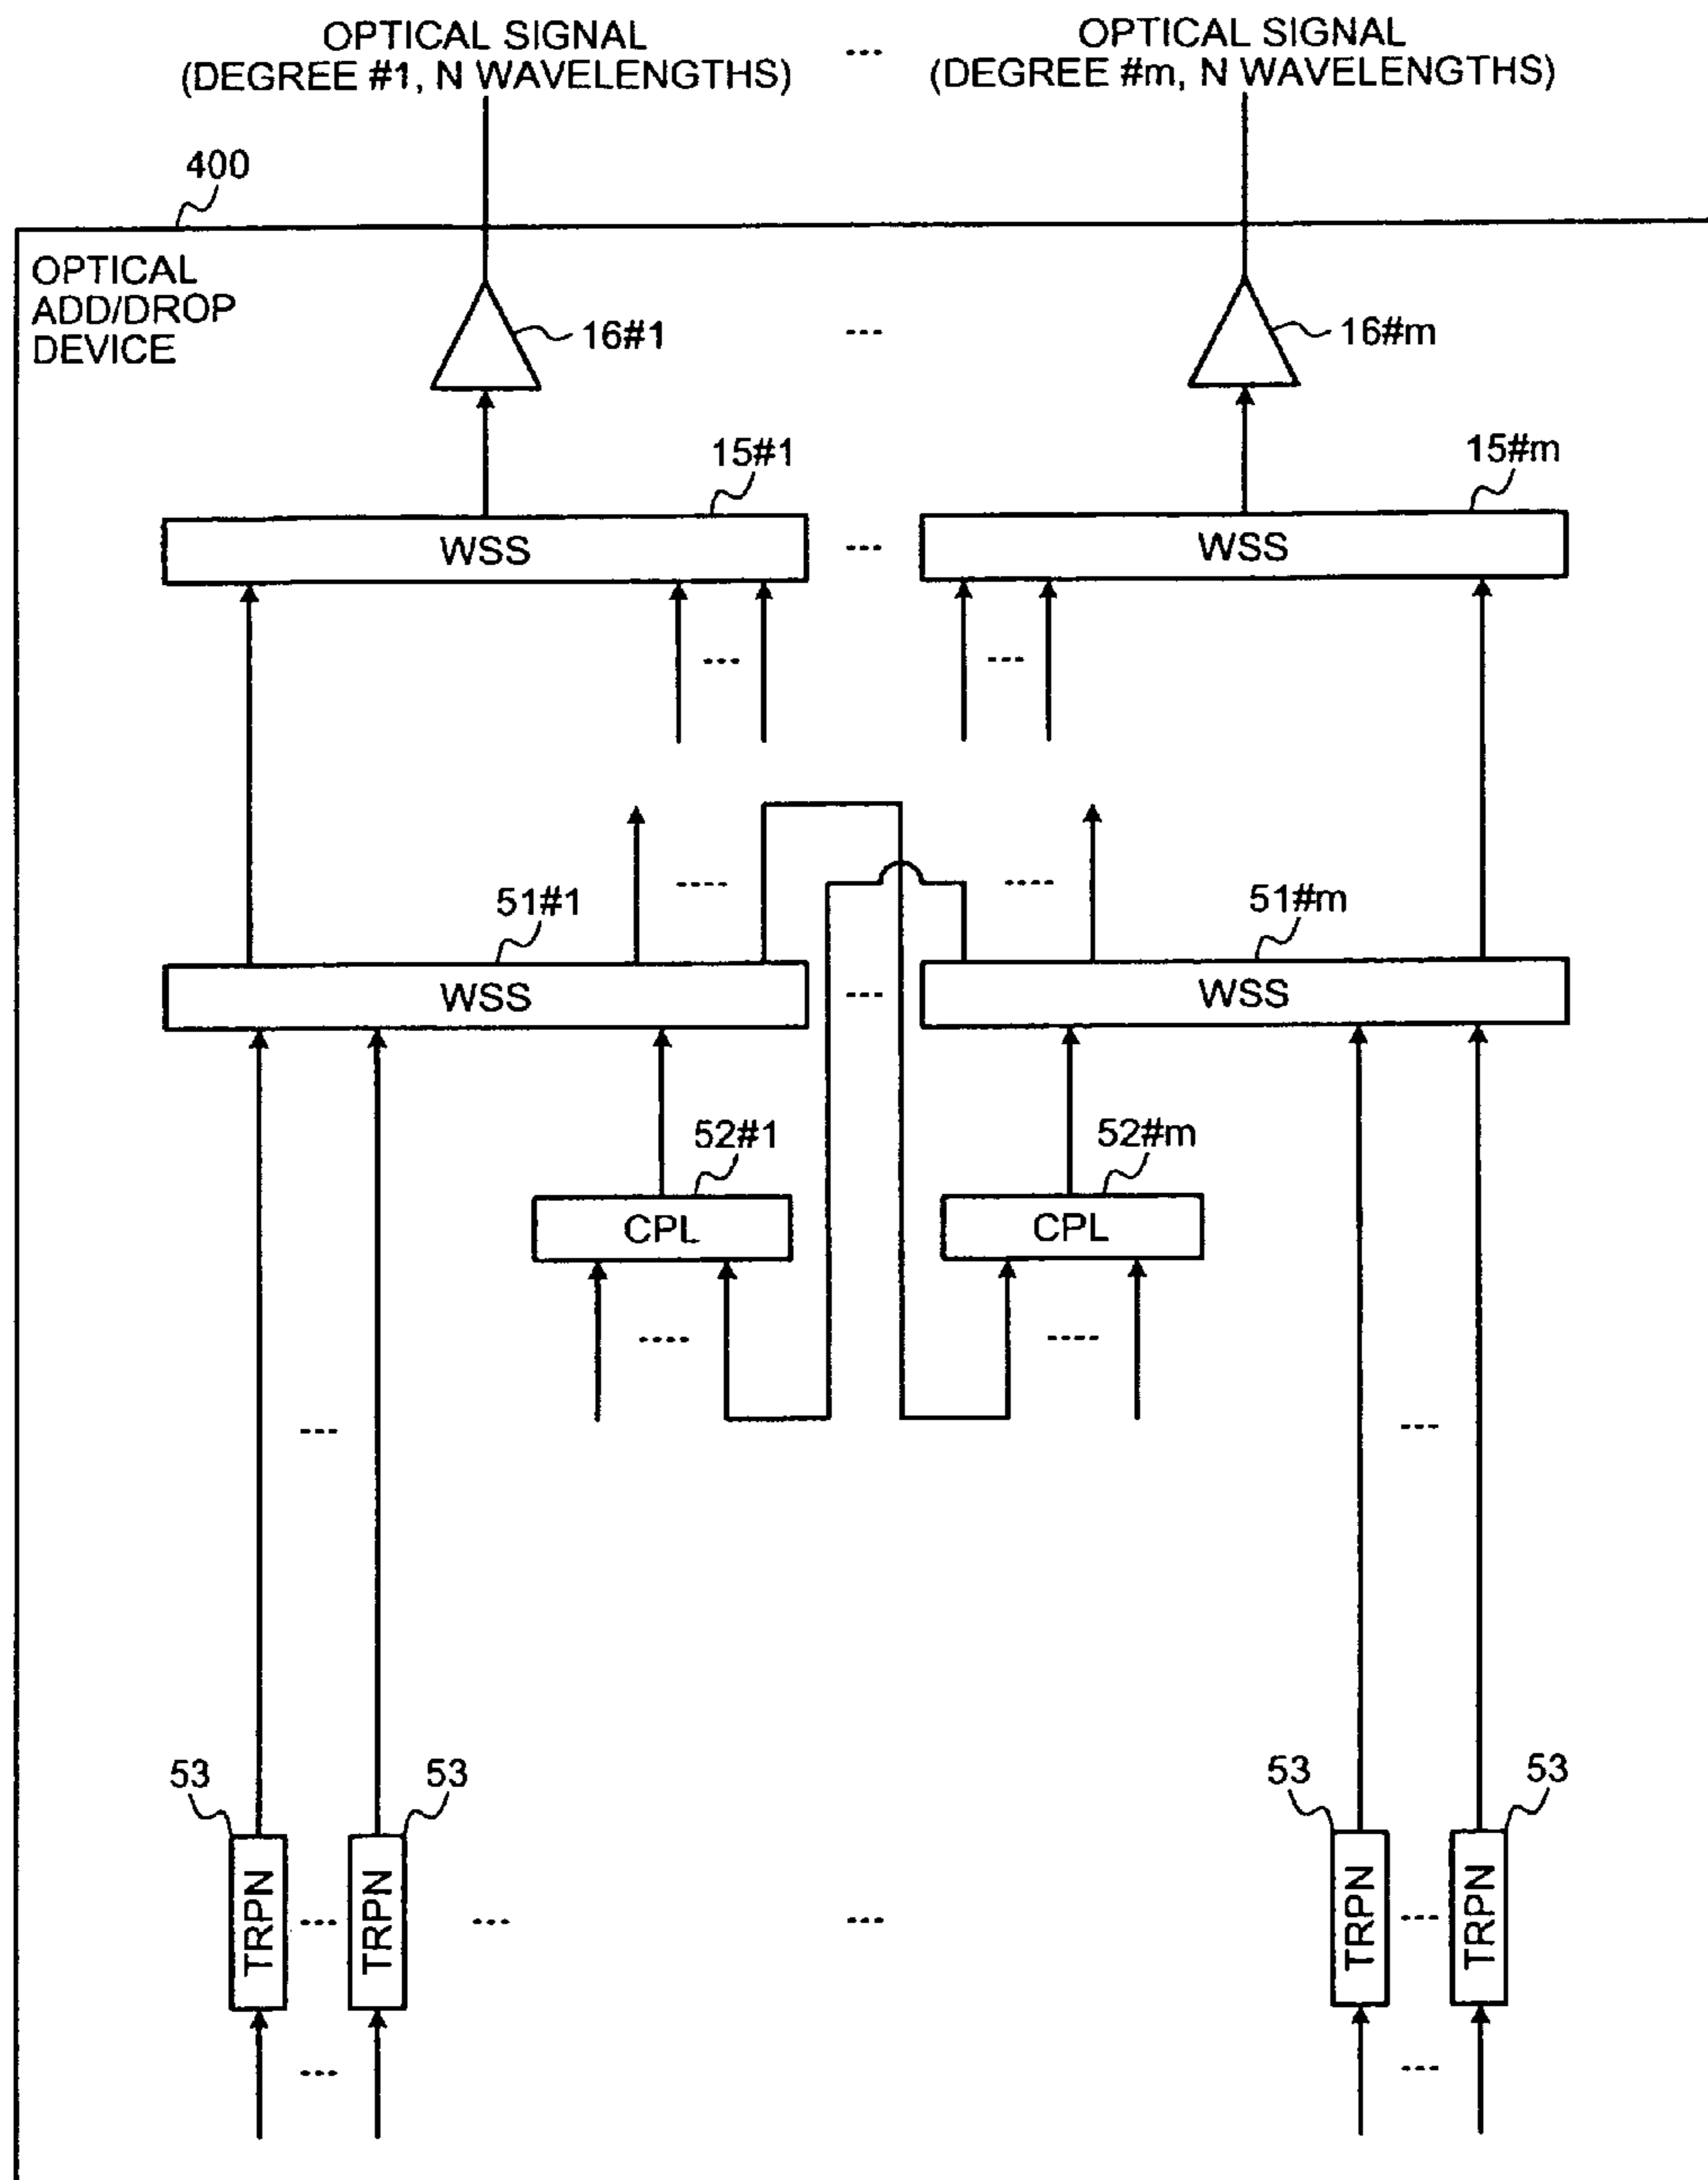 OPTICAL SIGNAL
(DEGREE #1, N WAVELENGTHS)
---
OPTICAL SIGNAL
(DEGREE #m, N WAVELENGTHS)
400
OPTICAL
ADD/DROP
DEVICE
16#1
---
16#m
15#1
15#m
WSS
---
WSS
---
---
----
----
51#1
51#m
WSS
---
WSS
52#1
52#m
CPL
CPL
----
----
---
---
53
53
53
53
TRPN
---
TRPN
---
---
TRPN
---
TRPN
---
---